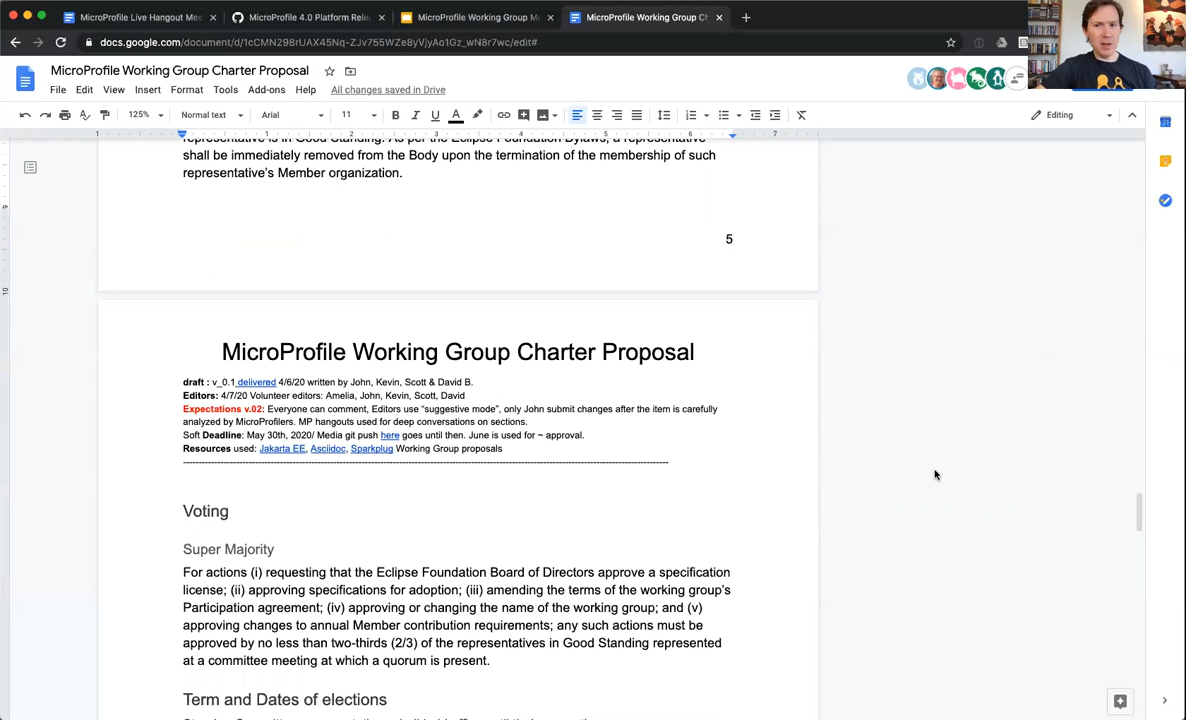 MicroProfile Live Hangout Mee
MicroProfile 4.0 Platform Rele
MicroProfile Working Group Mo
MicroProfile Working Group Ch
docs.google.com/document/d/1cCMN298rUAX45Nq-ZJv755WZe8yVjyAo1Gz_wN8r7wc/edit#
MicroProfile Working Group Charter Proposal
File Edit View Insert Format Tools Add-ons Help All changes saved in Drive
125% Normal text Arial 11 B I U A Editing
1 1 2 3 4 5 6 7
representative is in Good Standing. As per the Eclipse Foundation Bylaws, a representative
shall be immediately removed from the Body upon the termination of the membership of such
representative's Member organization.
9
5
10
MicroProfile Working Group Charter Proposal
draft : v_0.1 delivered 4/6/20 written by John, Kevin, Scott & David B.
Editors: 4/7/20 Volunteer editors: Amelia, John, Kevin, Scott, David
Expectations v.02: Everyone can comment, Editors use “suggestive mode”, only John submit changes after the item is carefully
analyzed by MicroProfilers. MP hangouts used for deep conversations on sections.
Soft Deadline: May 30th, 2020/ Media git push here goes until then. June is used for ~ approval.
Resources used: Jakarta EE, Asciidoc, Sparkplug Working Group proposals
Voting
Super Majority
For actions (i) requesting that the Eclipse Foundation Board of Directors approve a specification
license; (ii) approving specifications for adoption; (iii) amending the terms of the working group's
Participation agreement; (iv) approving or changing the name of the working group; and (v)
approving changes to annual Member contribution requirements; any such actions must be
approved by no less than two-thirds (2/3) of the representatives in Good Standing represented
at a committee meeting at which a quorum is present.
Term and Dates of elections